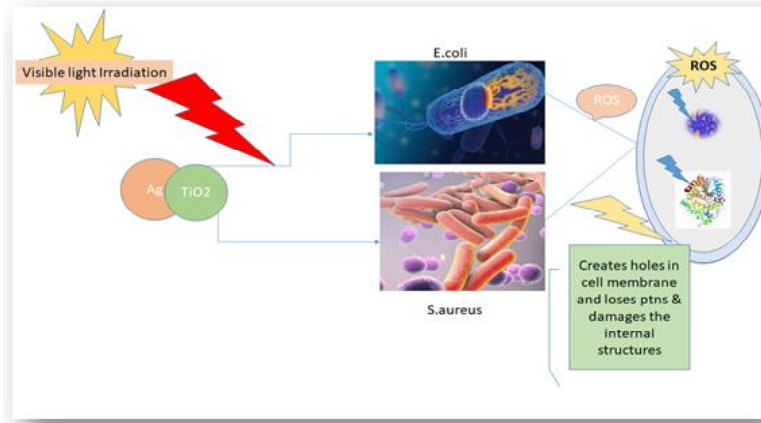 E.coli
ROS
Visible light Irradiation
ROS
Ag
TiO2
Creates holes in
cell membrane
and loses ptns &
damages the
internal
structures
S.aureus